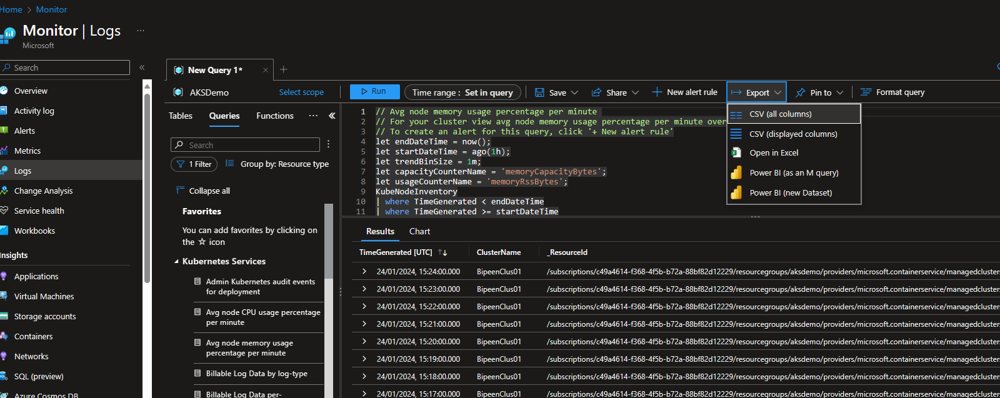 Home > Monitor
Monitor | Logs ...
Microsoft
Search
«
Overview
Activity log
Alerts
Metrics
Logs
Change Analysis
Service health
Workbooks
Insights
Applications
Virtual Machines
Storage accounts
Containers
Networks
SQL (preview)
Azure Cosmos DB
New Query 1* × +
AKSDemo Select scope
Run Time range : Set in query Save Share New alert rule Export Pin to Format query
Tables Queries Functions ... «
Search
1 Filter Group by: Resource type
Collapse all
Favorites
You can add favorites by clicking on
the ☆ icon
Kubernetes Services
Admin Kubernetes audit events
for deployment
Avg node CPU usage percentage
per minute
Avg node memory usage
percentage per minute
Billable Log Data by log-type
Billable Log Data per-
1 // Avg node memory usage percentage per minute
2 // For your cluster view avg node memory usage percentage per minute over
3 // To create an alert for this query, click '+ New alert rule'
4 let endDateTime = now();
5 let startDateTime = ago(1h);
6 let trendBinSize = 1m;
7 let capacityCounterName = 'memoryCapacityBytes';
8 let usageCounterName = 'memoryRssBytes';
9 KubeNodeInventory
10 | where TimeGenerated < endDateTime
11 | where TimeGenerated >= startDateTime
CSV (all columns)
CSV (displayed columns)
Open in Excel
Power BI (as an M query)
Power BI (new Dataset)
Results Chart
TimeGenerated [UTC] ↑↓ ClusterName _ResourceId
> 24/01/2024, 15:24:00.000 BipeenClus01 /subscriptions/c49a4614-f368-4f5b-b72a-88bf82d12229/resourcegroups/aksdemo/providers/microsoft.containerservice/managedclusters
> 24/01/2024, 15:23:00.000 BipeenClus01 /subscriptions/c49a4614-f368-4f5b-b72a-88bf82d12229/resourcegroups/aksdemo/providers/microsoft.containerservice/managedclusters
> 24/01/2024, 15:22:00.000 BipeenClus01 /subscriptions/c49a4614-f368-4f5b-b72a-88bf82d12229/resourcegroups/aksdemo/providers/microsoft.containerservice/managedclusters
> 24/01/2024, 15:21:00.000 BipeenClus01 /subscriptions/c49a4614-f368-4f5b-b72a-88bf82d12229/resourcegroups/aksdemo/providers/microsoft.containerservice/managedclusters
> 24/01/2024, 15:20:00.000 BipeenClus01 /subscriptions/c49a4614-f368-4f5b-b72a-88bf82d12229/resourcegroups/aksdemo/providers/microsoft.containerservice/managedclusters
> 24/01/2024, 15:19:00.000 BipeenClus01 /subscriptions/c49a4614-f368-4f5b-b72a-88bf82d12229/resourcegroups/aksdemo/providers/microsoft.containerservice/managedclusters
> 24/01/2024, 15:18:00.000 BipeenClus01 /subscriptions/c49a4614-f368-4f5b-b72a-88bf82d12229/resourcegroups/aksdemo/providers/microsoft.containerservice/managedclusters
> 24/01/2024, 15:17:00.000 BipeenClus01 /subscriptions/c49a4614-f368-4f5b-b72a-88bf82d12229/resourcegroups/aksdemo/providers/microsoft.containerservice/managedclusters